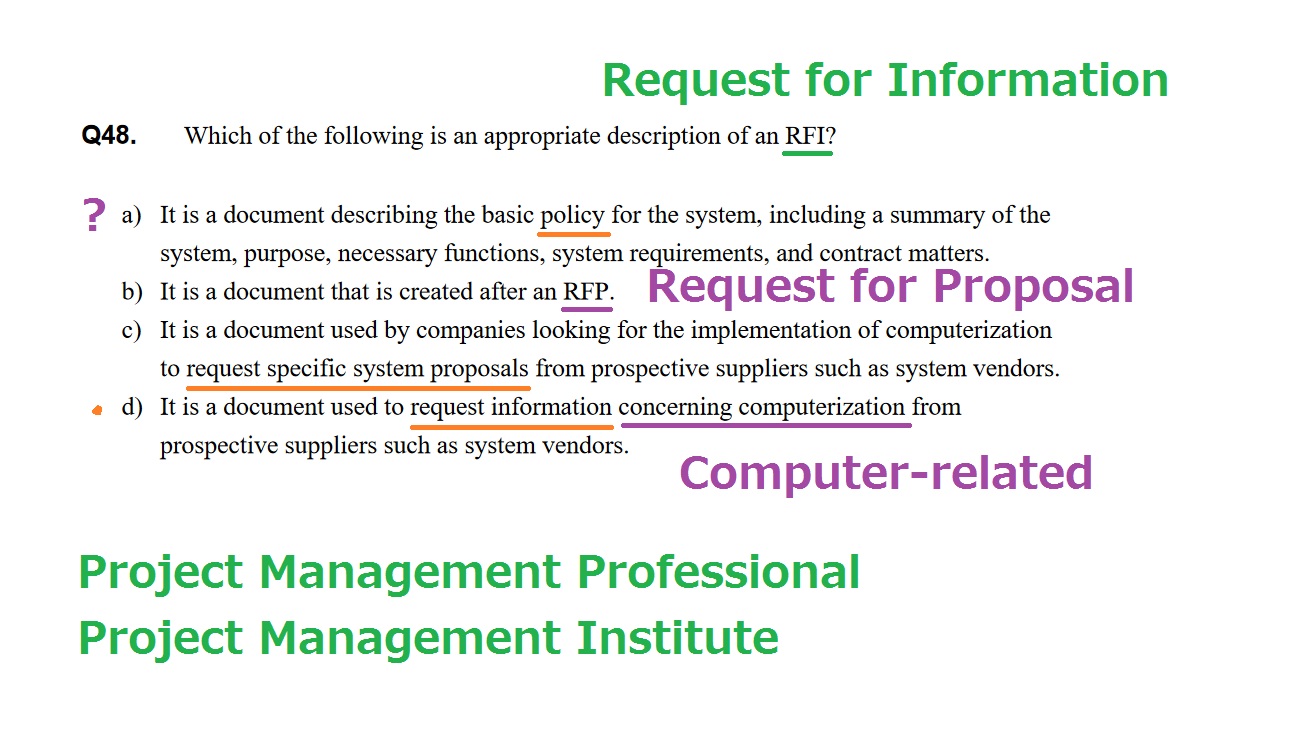 Request for Information
Q48. Which of the following is an appropriate description of an RFI?
? a) It is a document describing the basic policy for the system, including a summary of the
system, purpose, necessary functions, system requirements, and contract matters.
b) It is a document that is created after an RFP. Request for Proposal
c) It is a document used by companies looking for the implementation of computerization
to request specific system proposals from prospective suppliers such as system vendors.
d) It is a document used to request information concerning computerization from
prospective suppliers such as system vendors.
Computer-related
Project Management Professional
Project Management Institute